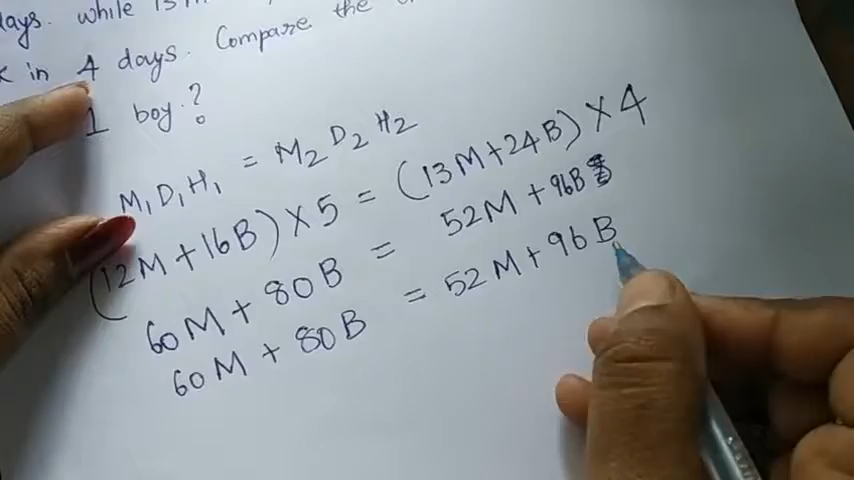 days. while 13
in 4 days. Compare the
1 boy?
M₁D₁H₁ = M₂D₂H₂
(12M+16B)×5 = (13M+24B)×4
60M + 80B = 52M + 96B
60M + 80B = 52M + 96B